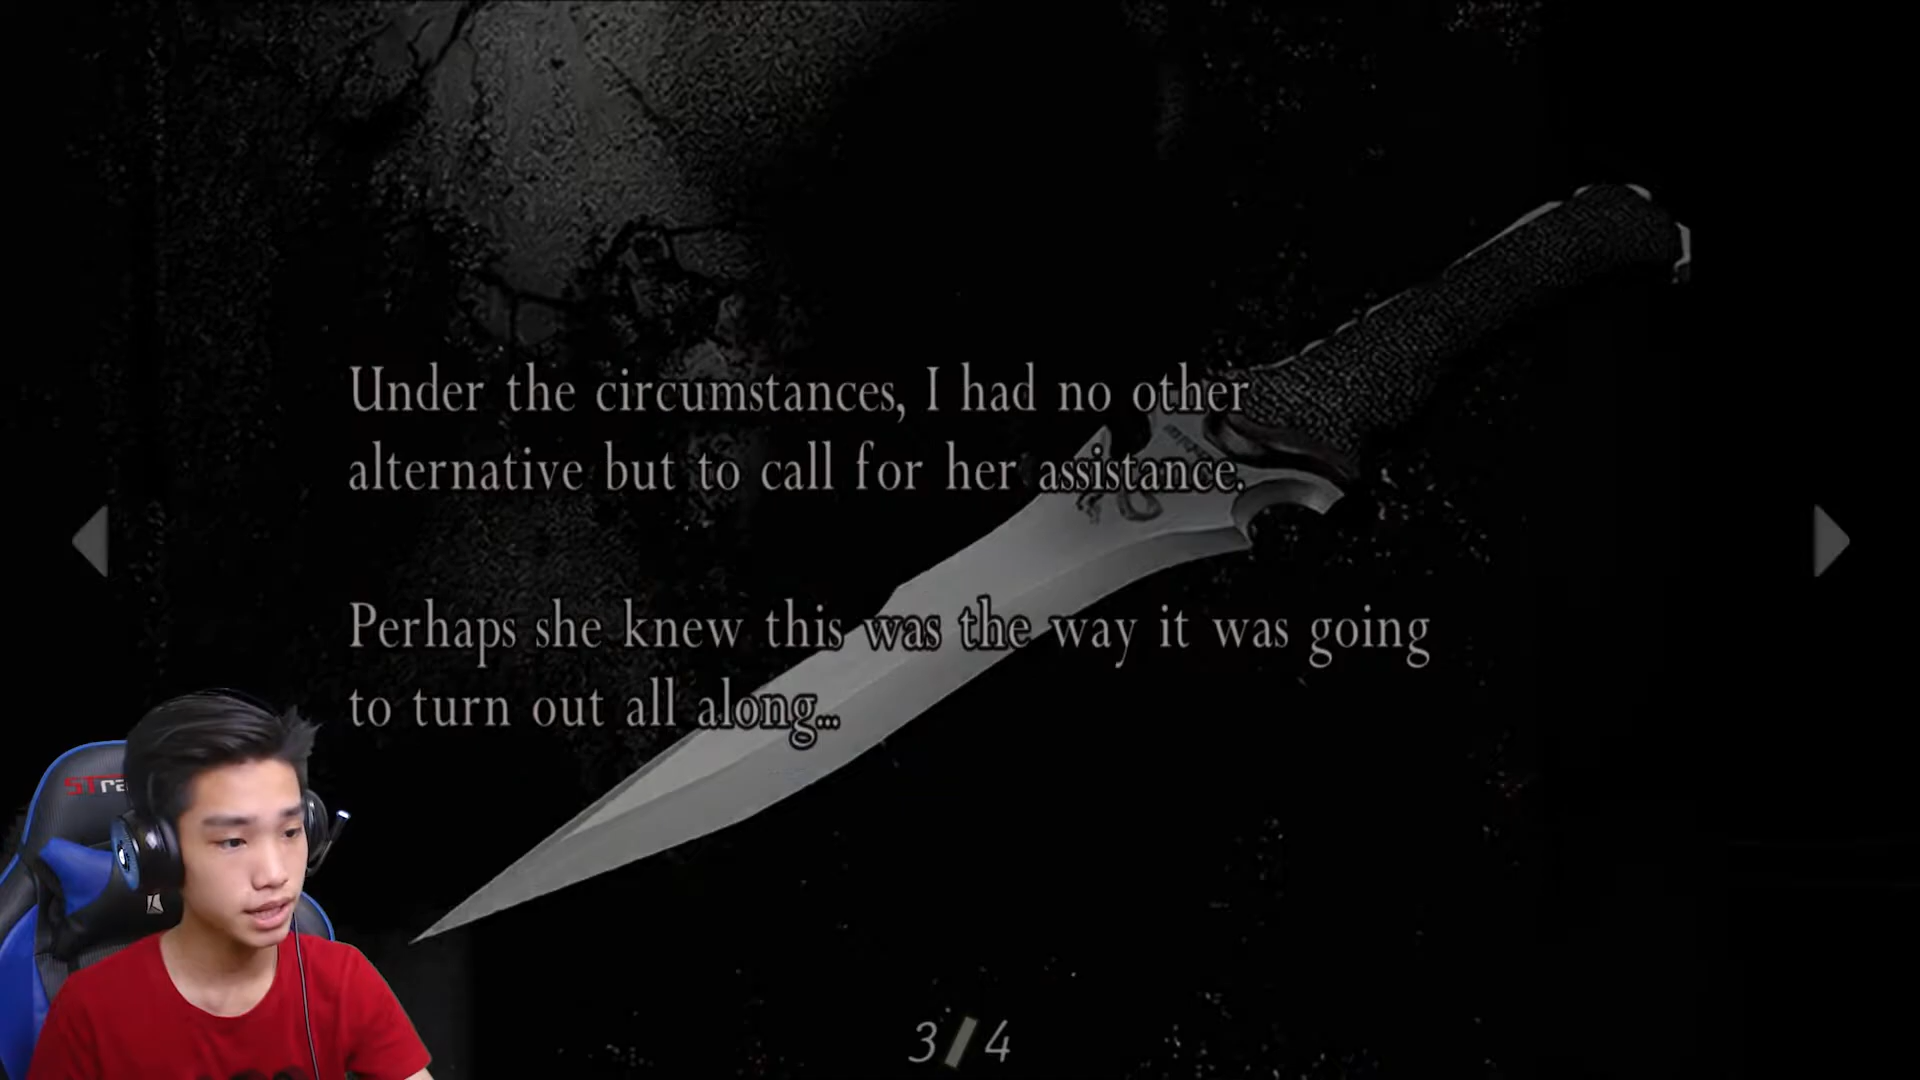 Under the circumstances, I had no other
alternative but to call for her assistance.
Perhaps she knew this was the way it was going
to turn out all along...
3/4